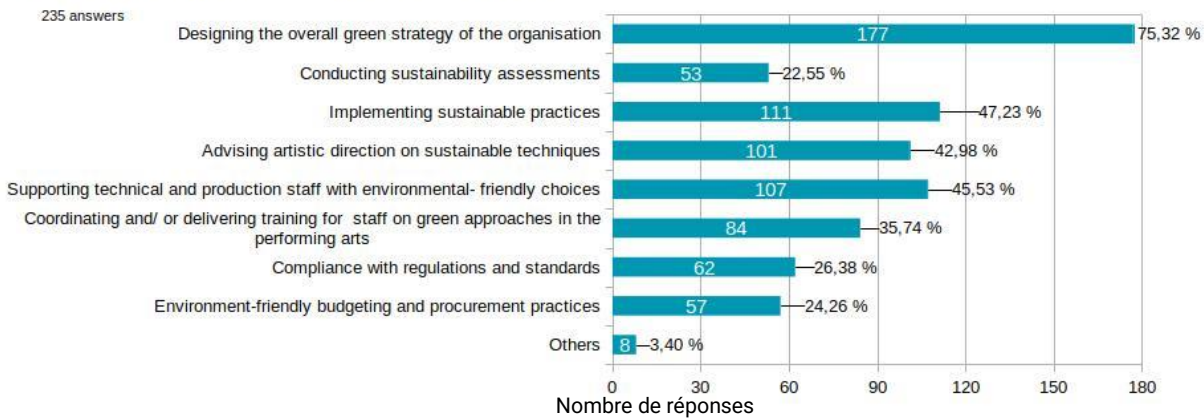 235 answers
Designing the overall green strategy of the organisation 177 75,32 %
Conducting sustainability assessments 53 22,55 %
Implementing sustainable practices 111 47,23 %
Advising artistic direction on sustainable techniques 101 42,98 %
Supporting technical and production staff with environmental- friendly choices 107 45,53 %
Coordinating and/ or delivering training for staff on green approaches in the
performing arts 84 35,74 %
Compliance with regulations and standards 62 26,38 %
Environment-friendly budgeting and procurement practices 57 24,26 %
Others 8 3,40 %
0 30 60 90 120 150 180
Nombre de réponses